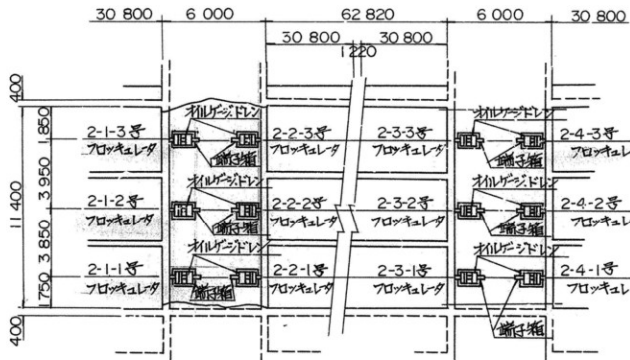 30 800
6 000
62 820
6 000
30 800
30 800
30 800
1 220
400
1,850
3 950
11 400
3 850
1,750
400
オイルゲージ,ドレン
オイルゲージ,ドレン
2-1-3号
フロッキュレータ
端子箱
2-2-3号
フロッキュレータ
2-3-3号
フロッキュレータ
端子箱
2-4-3号
フロッキュレータ
オイルゲージ,ドレン
オイルゲージ,ドレン
2-1-2号
フロッキュレータ
端子箱
2-2-2号
フロッキュレータ
2-3-2号
フロッキュレータ
端子箱
2-4-2号
フロッキュレータ
オイルゲージ,ドレン
オイルゲージ,ドレン
2-1-1号
フロッキュレータ
端子箱
2-2-1号
フロッキュレータ
2-3-1号
フロッキュレータ
端子箱
2-4-1号
フロッキュレータ